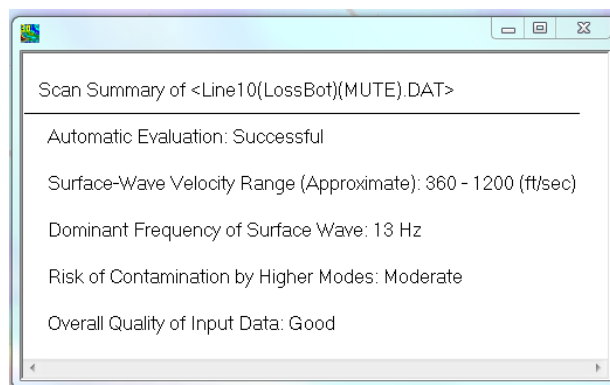 Scan Summary of <Line10(LossBot)(MUTE).DAT>
Automatic Evaluation: Successful
Surface-Wave Velocity Range (Approximate): 360 - 1200 (ft/sec)
Dominant Frequency of Surface Wave: 13 Hz
Risk of Contamination by Higher Modes: Moderate
Overall Quality of Input Data: Good